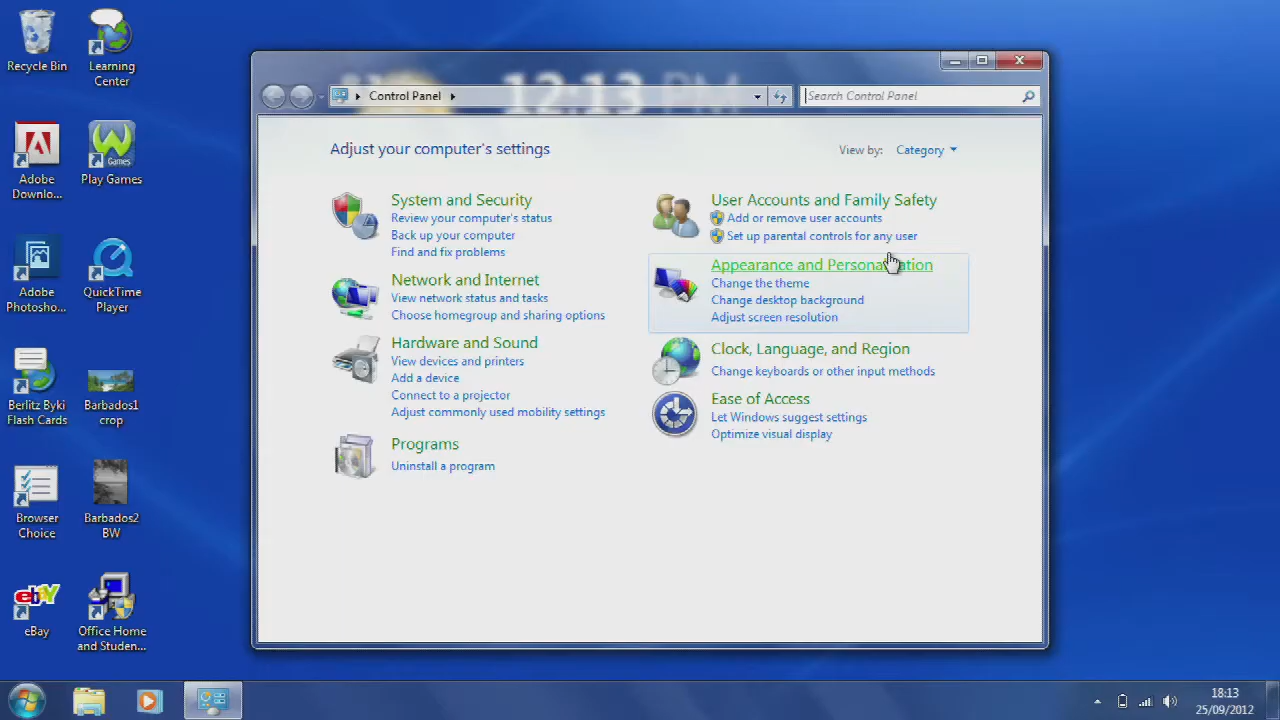 Recycle Bin
Learning
Center
Adobe
Downlo...
Play Games
Games
Adobe
Photosho...
QuickTime
Player
Berlitz Byki
Flash Cards
Barbados1
crop
Browser
Choice
Barbados2
BW
ebY
eBay
Office Home
and Studen...
12:13 PM
Control Panel
Search Control Panel
Adjust your computer's settings
View by: Category
System and Security
Review your computer's status
Back up your computer
Find and fix problems
Network and Internet
View network status and tasks
Choose homegroup and sharing options
Hardware and Sound
View devices and printers
Add a device
Connect to a projector
Adjust commonly used mobility settings
Programs
Uninstall a program
User Accounts and Family Safety
Add or remove user accounts
Set up parental controls for any user
Appearance and Personalization
Change the theme
Change desktop background
Adjust screen resolution
Clock, Language, and Region
Change keyboards or other input methods
Ease of Access
Let Windows suggest settings
Optimize visual display
18:13
25/09/2012